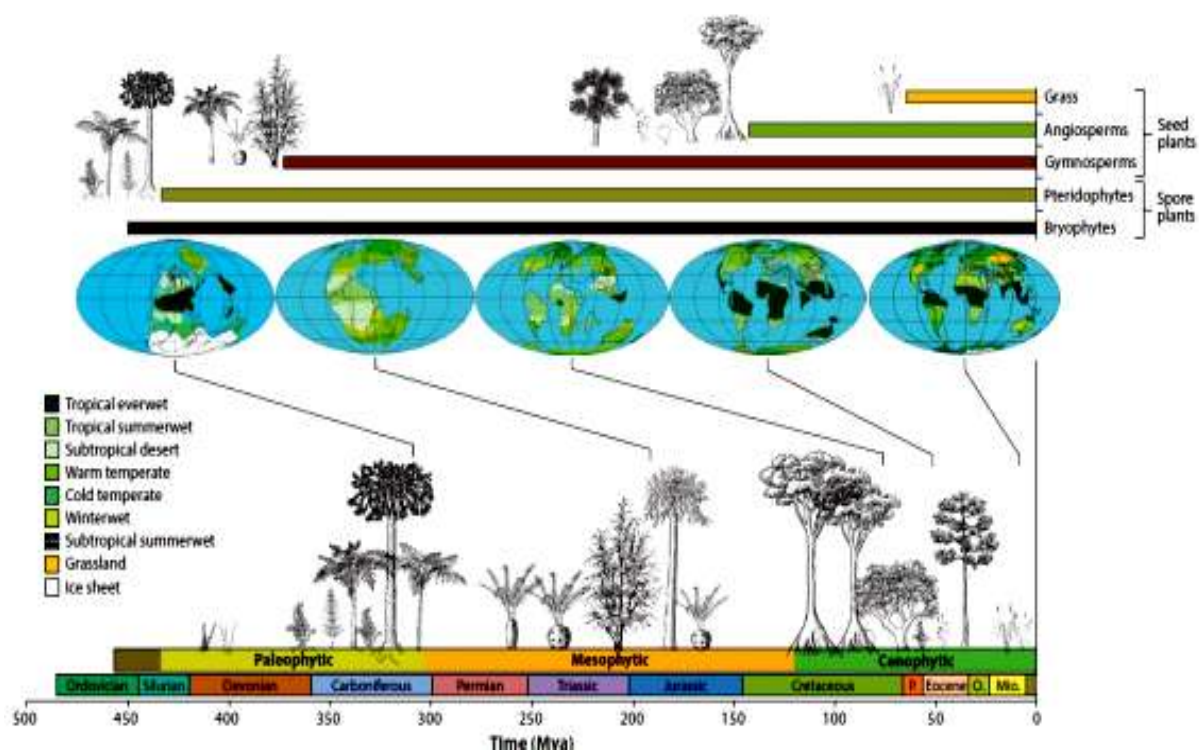 Grass
Angiosperms
Gymnosperms
Seed
plants
Pteridophytes
Bryophytes
Spore
plants
Tropical everwet
Tropical summerwet
Subtropical desert
Warm temperate
Cold temperate
Winterwet
Subtropical summerwet
Grassland
Ice sheet
Paleophytic Mesophytic Cenophytic
Ordovician Silurian Devonian Carboniferous Permian Triassic Jurassic Cretaceous P. Eocene O. Mio.
500 450 400 350 300 250 200 150 100 50 0
Time (Mya)